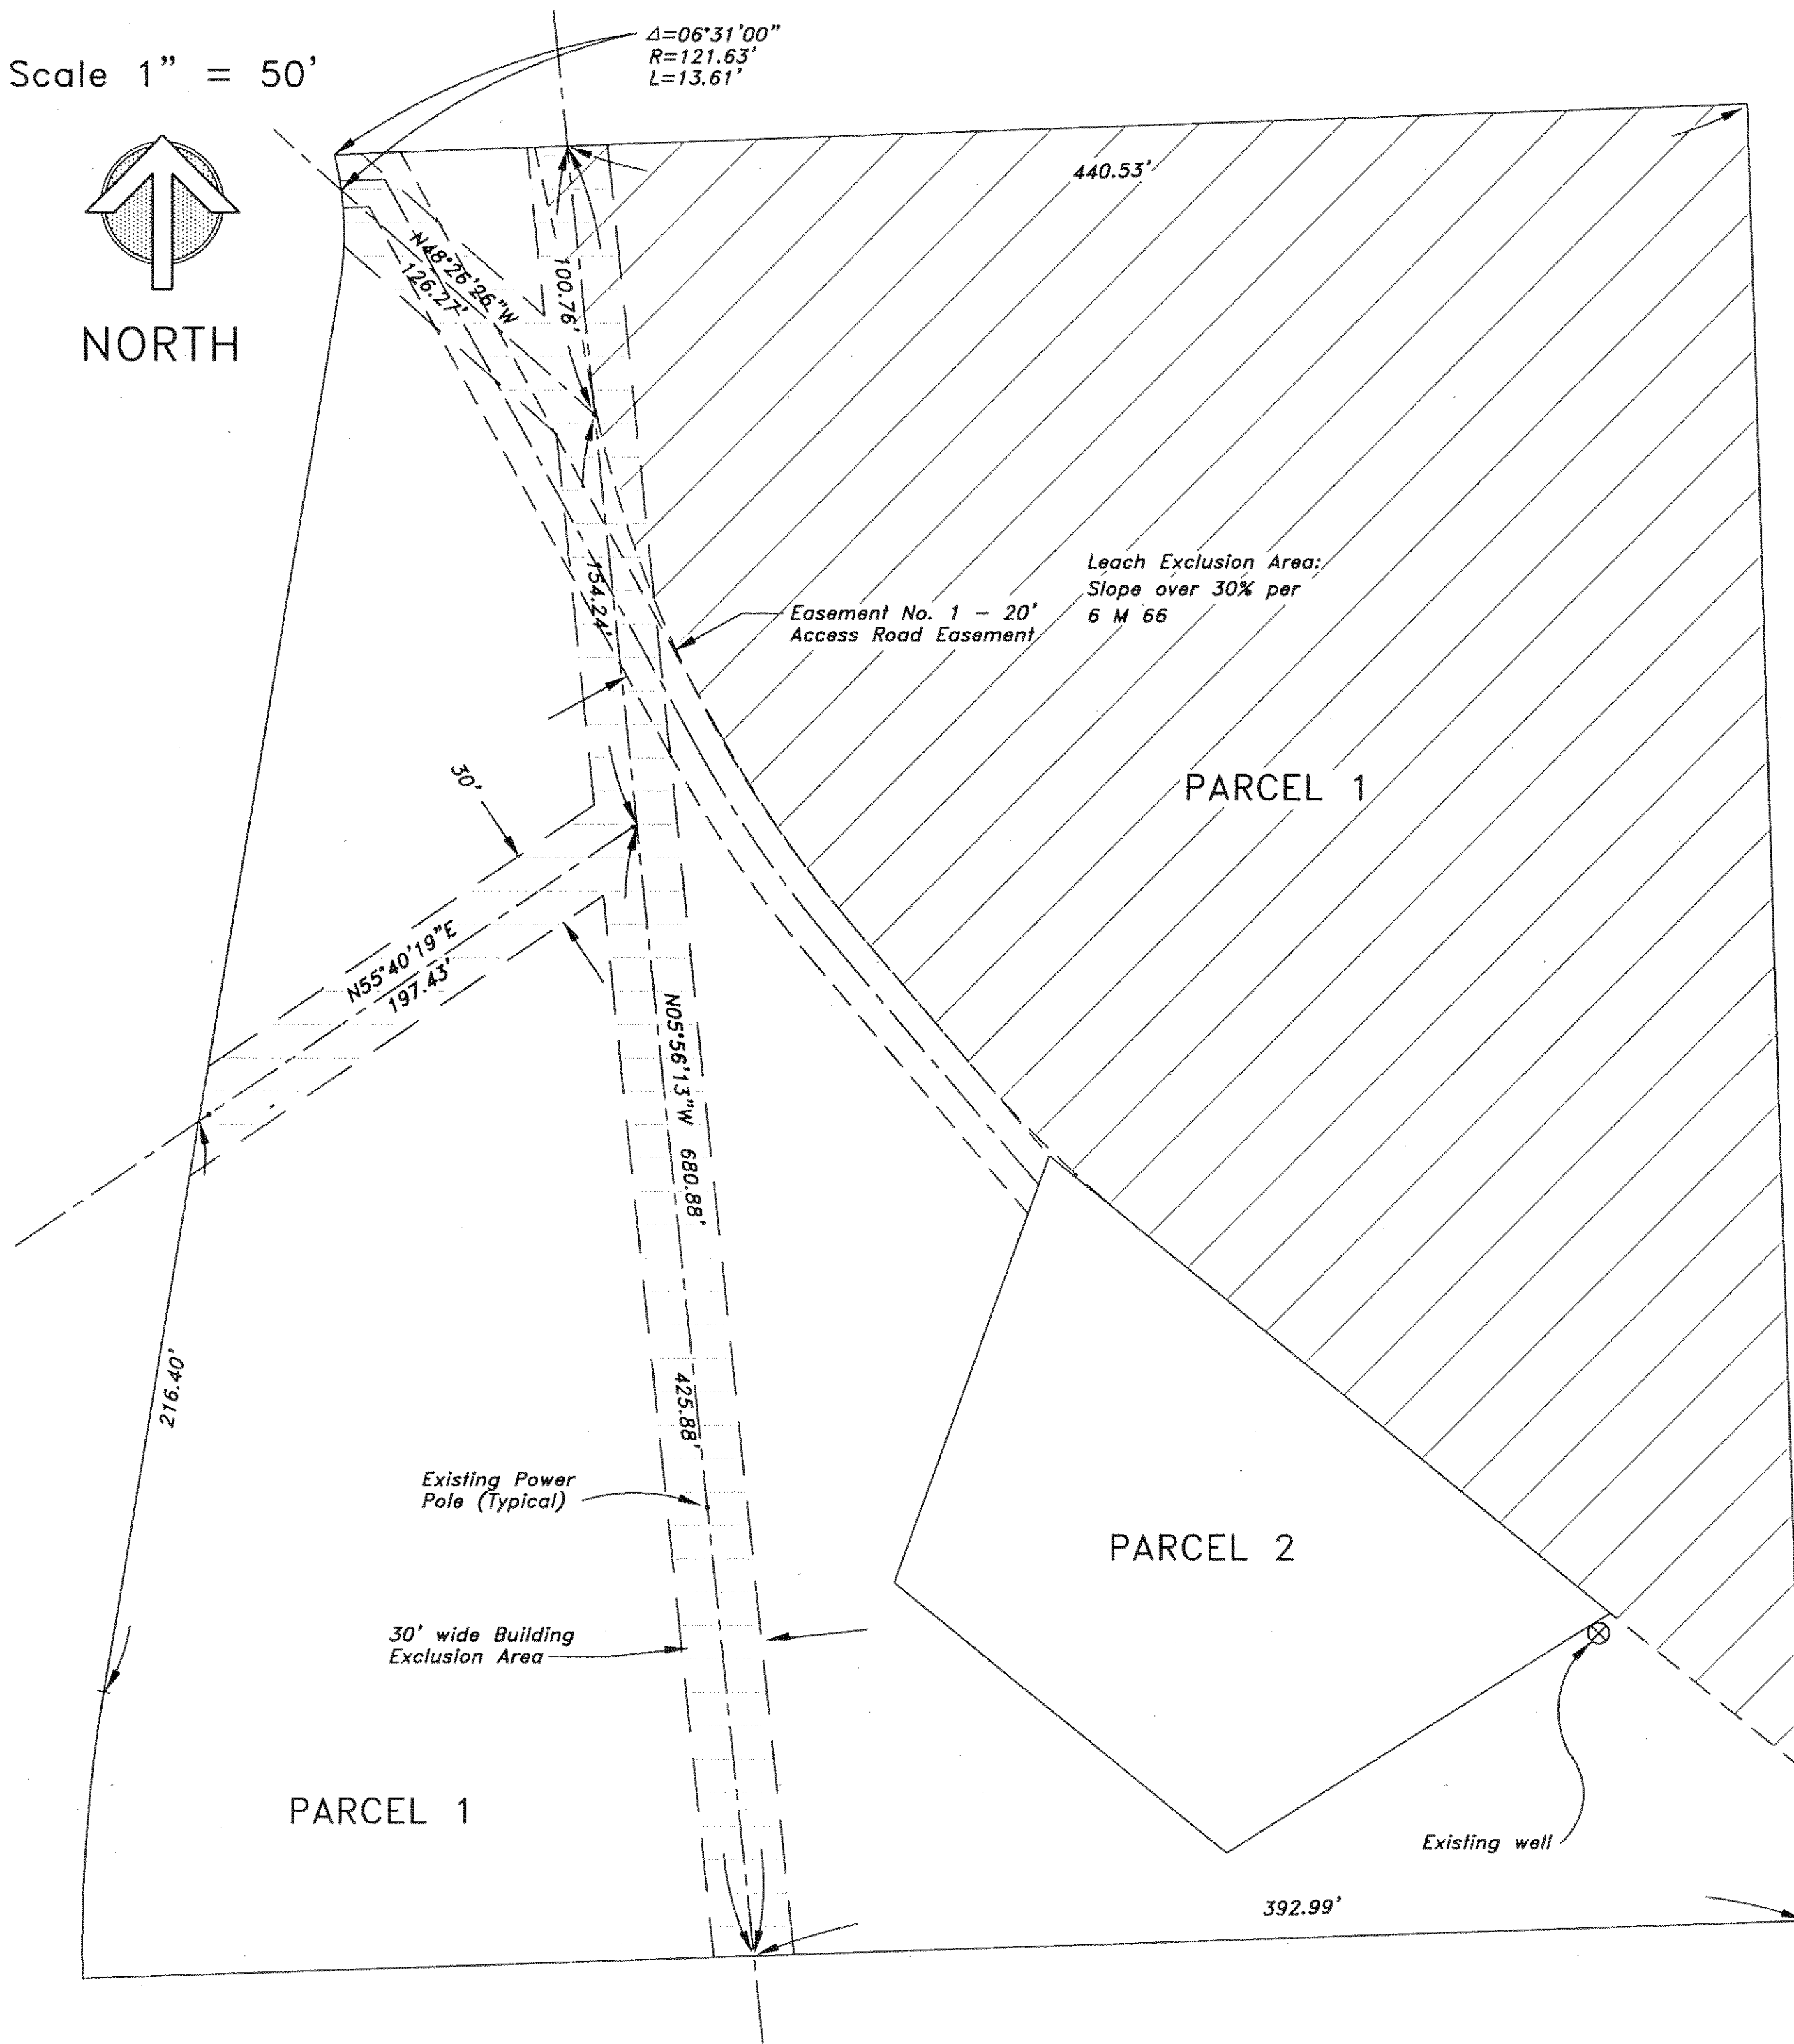 Δ=06°31'00"
R=121.63'
L=13.61'
Scale 1" = 50'
NORTH
440.53'
N48°26'26"W
126.27'
100.76'
154.24'
Leach Exclusion Area:
Slope over 30% per
6 M 66
Easement No. 1 - 20'
Access Road Easement
PARCEL 1
30'
N55°40'19"E
197.43'
N05°56'13"W 680.88'
216.40'
425.88'
Existing Power
Pole (Typical)
PARCEL 2
30' wide Building
Exclusion Area
PARCEL 1
Existing well
392.99'